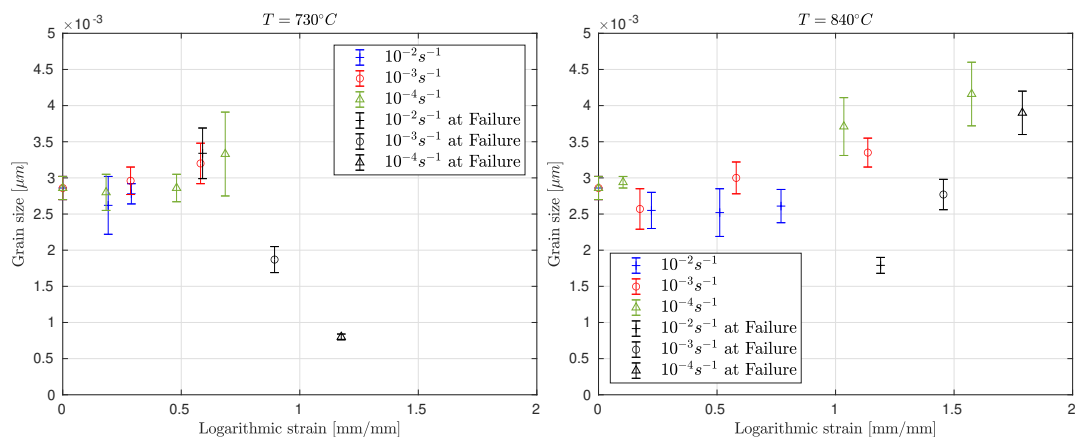 ×10⁻³ T = 730°C
5
4.5
4
3.5
3
2.5
2
1.5
1
0.5
0
Grain size [μm]
10⁻²s⁻¹
10⁻³s⁻¹
10⁻⁴s⁻¹
10⁻²s⁻¹ at Failure
10⁻³s⁻¹ at Failure
10⁻⁴s⁻¹ at Failure
0 0.5 1 1.5 2
Logarithmic strain [mm/mm]
×10⁻³ T = 840°C
5
4.5
4
3.5
3
2.5
2
1.5
1
0.5
0
Grain size [μm]
10⁻²s⁻¹
10⁻³s⁻¹
10⁻⁴s⁻¹
10⁻²s⁻¹ at Failure
10⁻³s⁻¹ at Failure
10⁻⁴s⁻¹ at Failure
0 0.5 1 1.5 2
Logarithmic strain [mm/mm]